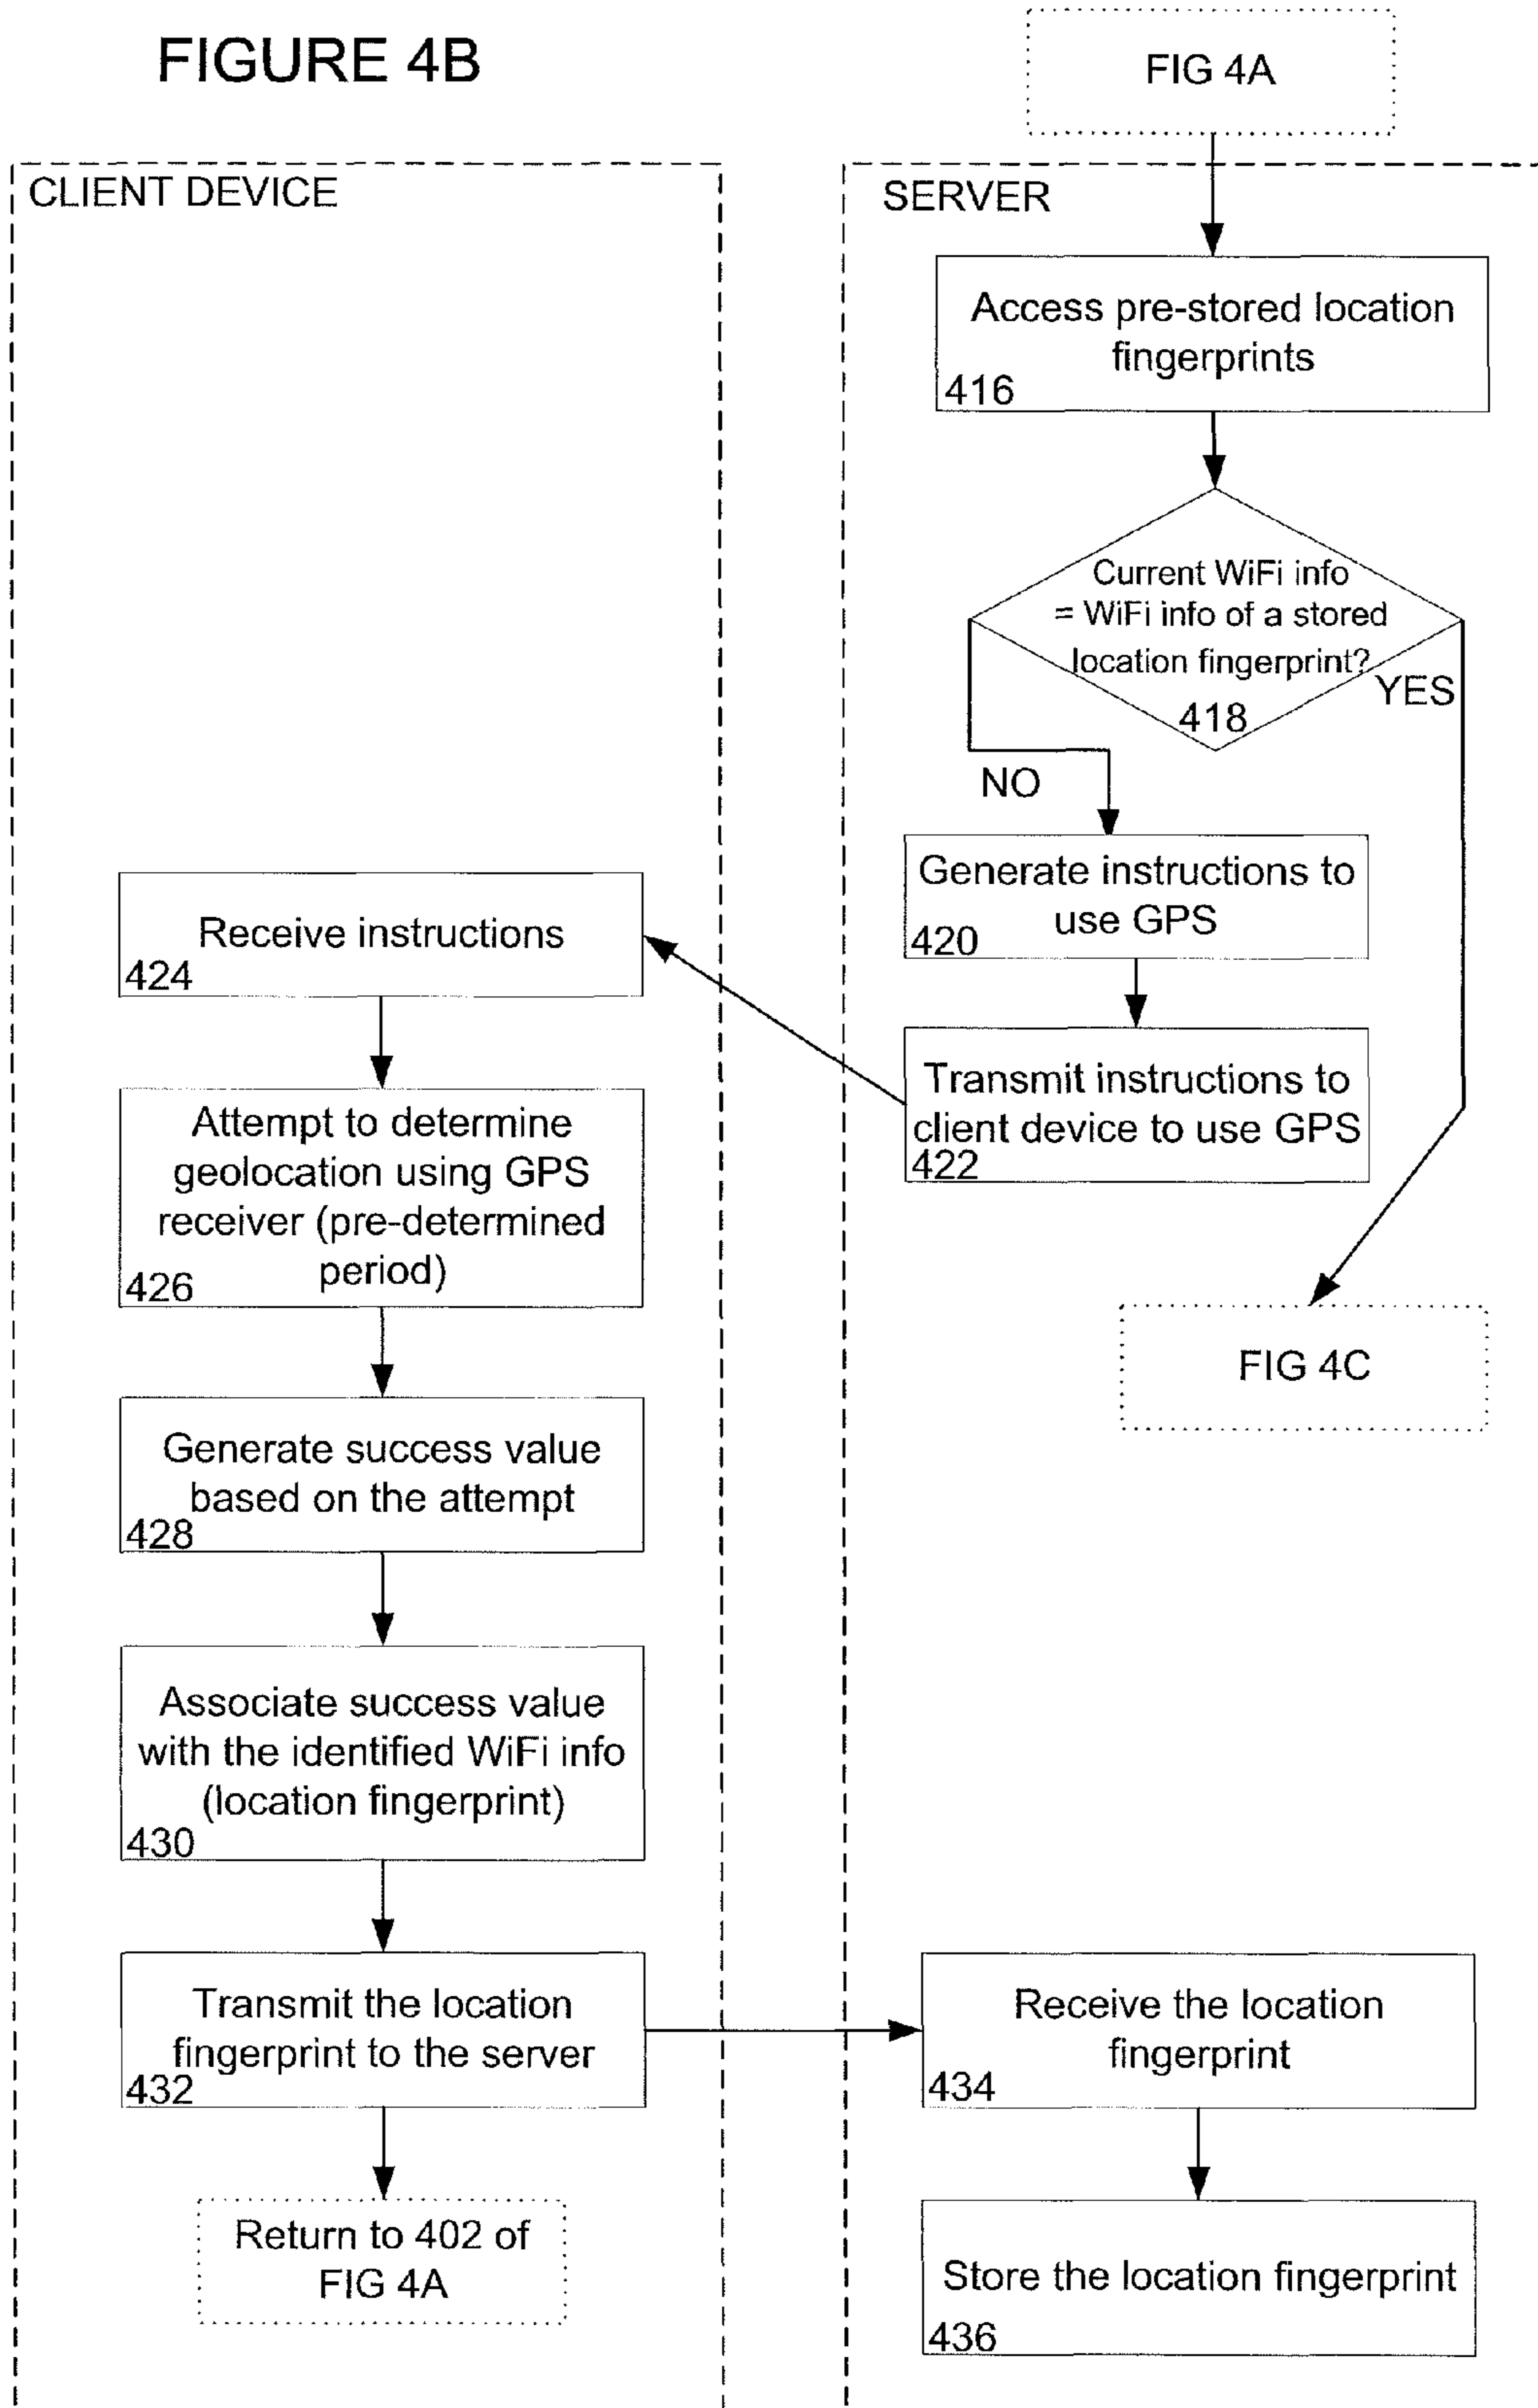 FIGURE 4B
FIG 4A
CLIENT DEVICE
SERVER
Access pre-stored location
fingerprints
416
Current WiFi info
= WiFi info of a stored
location fingerprint?
418
YES
NO
Generate instructions to
use GPS
420
Transmit instructions to
client device to use GPS
422
FIG 4C
Receive instructions
424
Attempt to determine
geolocation using GPS
receiver (pre-determined
period)
426
Generate success value
based on the attempt
428
Associate success value
with the identified WiFi info
(location fingerprint)
430
Transmit the location
fingerprint to the server
432
Return to 402 of
FIG 4A
Receive the location
fingerprint
434
Store the location fingerprint
436